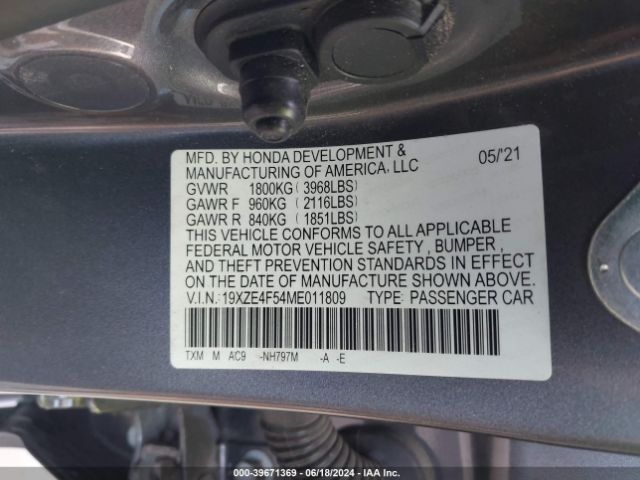 MFD. BY HONDA DEVELOPMENT & 05/'21
MANUFACTURING OF AMERICA, LLC
GVWR 1800KG (3968LBS)
GAWR F 960KG (2116LBS)
GAWR R 840KG (1851LBS)
THIS VEHICLE CONFORMS TO ALL APPLICABLE
FEDERAL MOTOR VEHICLE SAFETY , BUMPER,
AND THEFT PREVENTION STANDARDS IN EFFECT
ON THE DATE OF MANUFACTURE SHOWN ABOVE.
V.I.N. 19XZE4F54ME011809 TYPE: PASSENGER CAR
TXM M AC9 -NH797M -A -E
000-39671369 | 06/18/2024 | IAA Inc.